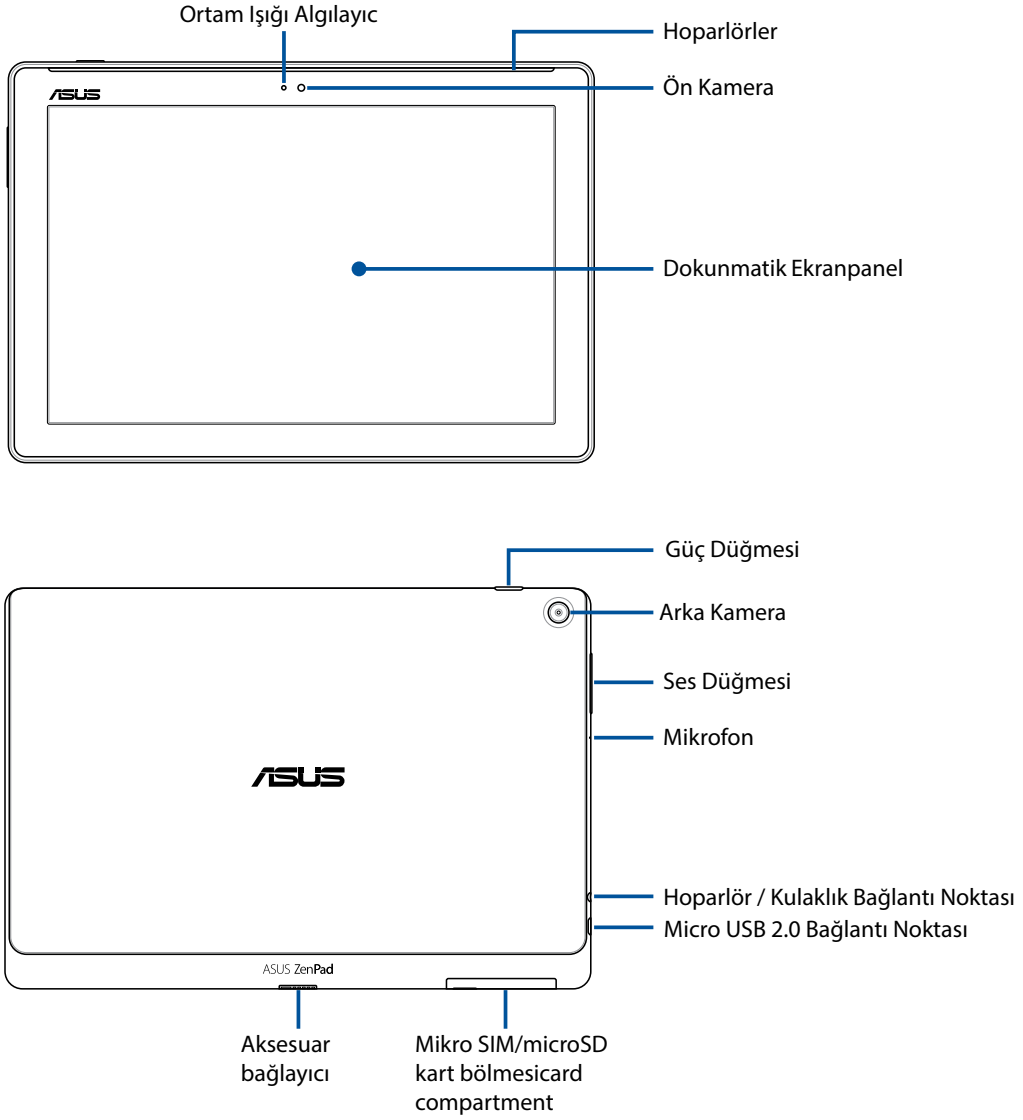 Ortam Işığı Algılayıc
Hoparlörler
ASUS
Ön Kamera
Dokunmatik Ekranpanel
Güç Düğmesi
Arka Kamera
Ses Düğmesi
Mikrofon
ASUS
Hoparlör / Kulaklık Bağlantı Noktası
Micro USB 2.0 Bağlantı Noktası
ASUS ZenPad
Aksesuar
bağlayıcı
Mikro SIM/microSD
kart bölmesicard
compartment